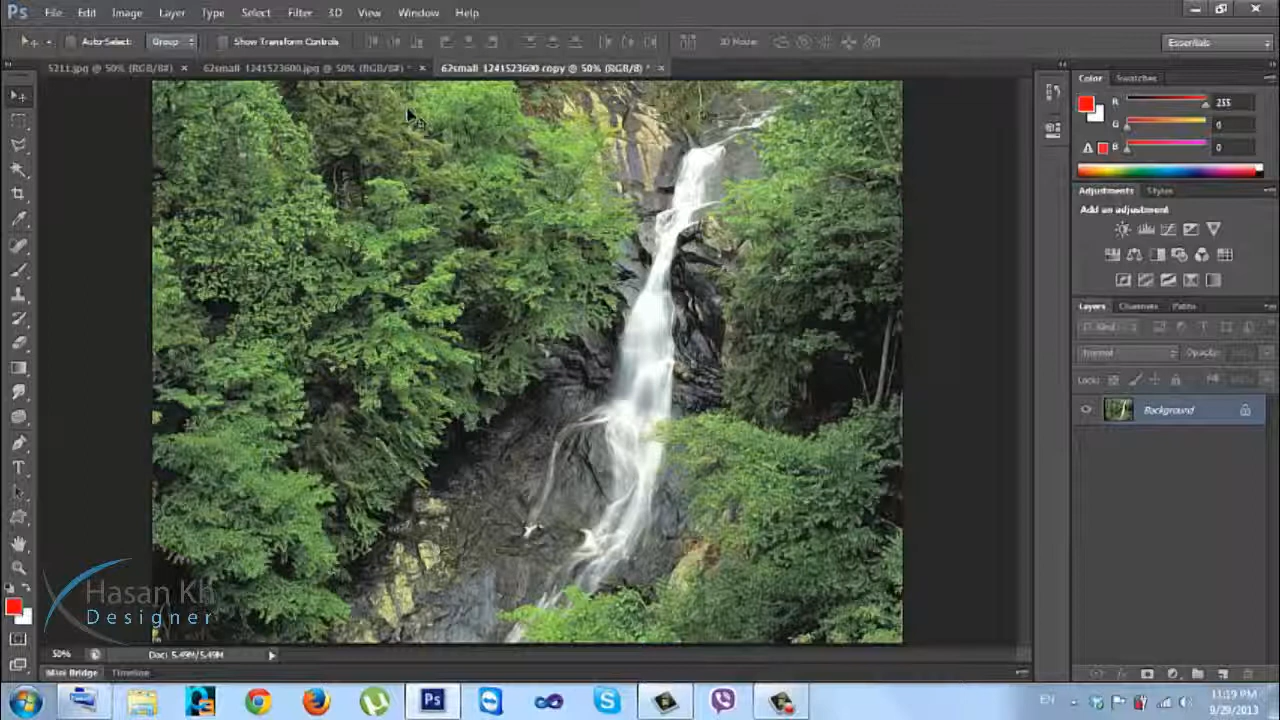 Ps File Edit Image Layer Type Select Filter 3D View Window Help
Auto-Select: Group Show Transform Controls 3D Mode: Essentials
5211.jpg @ 50% (RGB/8#) × 62small_1241523600.jpg @ 50% (RGB/8#) * × 62small_1241523600 copy @ 50% (RGB/8) * ×
Color Swatches
R 255
G 0
B 0
Adjustments Styles
Add an adjustment
Layers Channels Paths
Kind
Normal Opacity:
Lock: Fill:
Background
Hasan Kh
Designer
50% Doc: 5.49M/5.49M
Mini Bridge Timeline
Ps EN 11:19 PM
9/29/2013